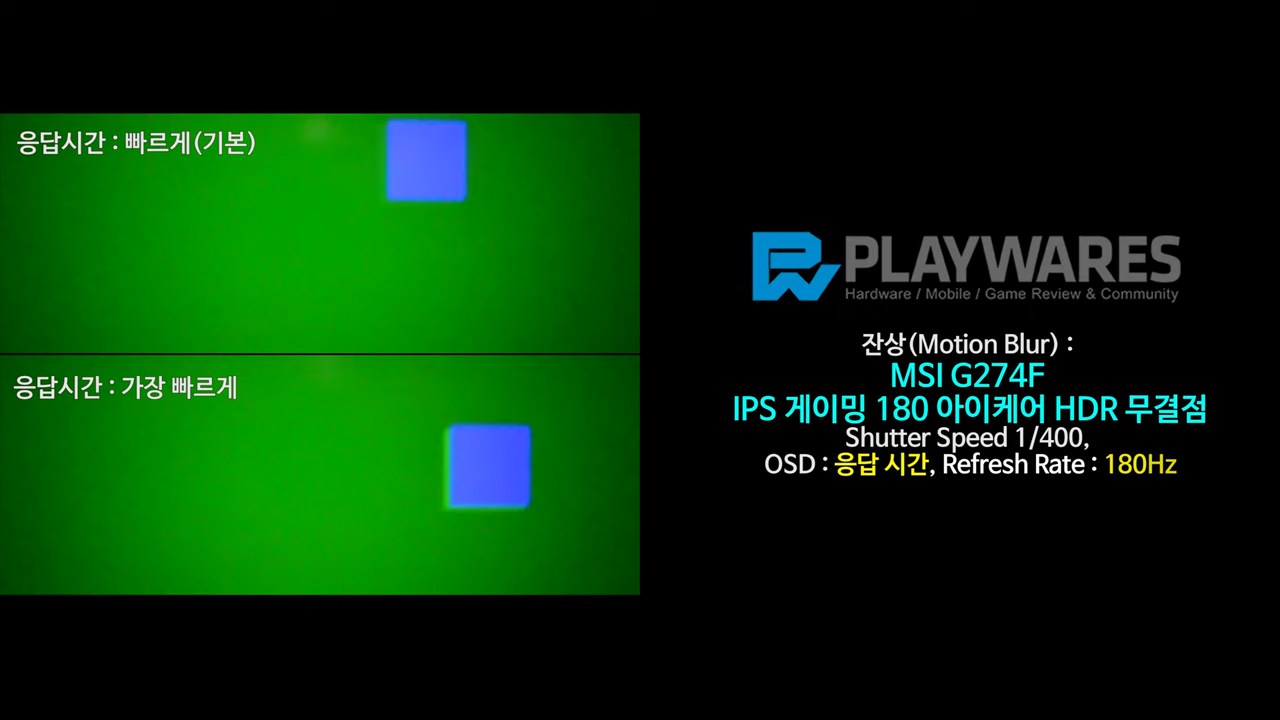 응답시간 : 빠르게(기본)
응답시간 : 가장 빠르게
PLAYWARES
Hardware / Mobile / Game Review & Community
잔상(Motion Blur) :
MSI G274F
IPS 게이밍 180 아이케어 HDR 무결점
Shutter Speed 1/400,
OSD : 응답 시간, Refresh Rate : 180Hz